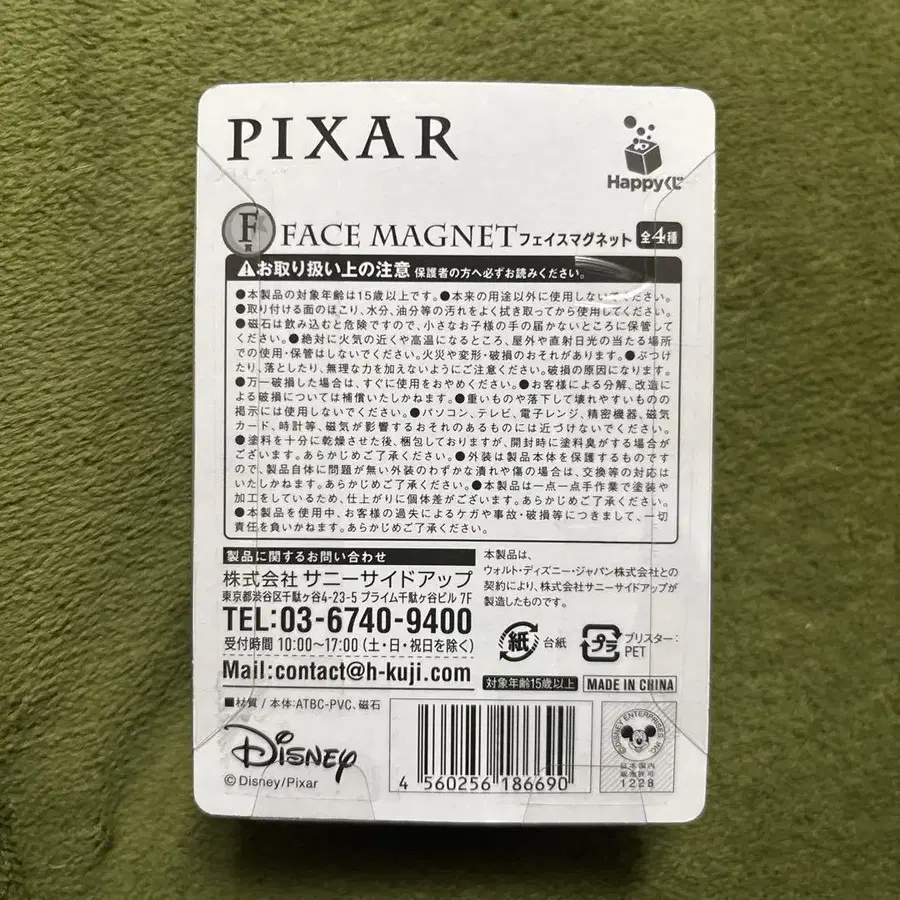 PIXAR
Happyくじ
F賞 FACE MAGNET フェイスマグネット 全4種
お取り扱い上の注意 保護者の方へ必ずお読みください。
●本製品の対象年齢は15歳以上です。●本来の用途以外に使用しないでください。
●取り付ける面のほこり、水分、油分等の汚れをよく拭き取ってから使用してください。
●磁石は飲み込むと危険ですので、小さなお子様の手の届かないところに保管して
ください。●絶対に火気の近くや高温になるところ、屋外や直射日光の当たる場所
での使用・保管はしないでください。火災や変形・破損のおそれがあります。●ぶつけ
たり、落としたり、無理な力を加えないようにご注意ください。破損の原因になります。
●万一破損した場合は、すぐに使用をおやめください。●お客様による分解、改造に
よる破損については補償いたしかねます。●重いものや落下して壊れやすいものの
掲示には使用しないでください。●パソコン、テレビ、電子レンジ、精密機器、磁気
カード、時計等、磁気が影響するおそれのあるものには近づけないでください。
●塗料を十分に乾燥させた後、梱包しておりますが、開封時に塗料臭がする場合が
ございます。あらかじめご了承ください。●外装は製品本体を保護するものですの
で、製品自体に問題が無い外装のわずかな潰れや傷の場合は、交換等の対応は
いたしかねます。あらかじめご了承ください。●本製品は一点一点手作業で塗装や
加工をしているため、仕上がりに個体差がございます。あらかじめご了承ください。
●本製品を使用中、お客様の過失によるケガや事故・破損等につきまして、一切
責任を負いかねます。あらかじめご了承ください。
製品に関するお問い合わせ
株式会社 サニーサイドアップ
東京都渋谷区千駄ヶ谷4-23-5 プライム千駄ヶ谷ビル 7F
TEL:03-6740-9400
受付時間 10:00〜17:00 (土・日・祝日を除く)
Mail:contact@h-kuji.com
本製品は、
ウォルト・ディズニー・ジャパン株式会社との
契約により、株式会社サニーサイドアップが
製造したものです。
紙 台紙
プラ ブリスター:
PET
対象年齢15歳以上
MADE IN CHINA
■材質 / 本体:ATBC-PVC、磁石
Disney
©Disney/Pixar
4 560256 186690
©DISNEY ENTERPRISES INC.
日本国内
販売許可
1228